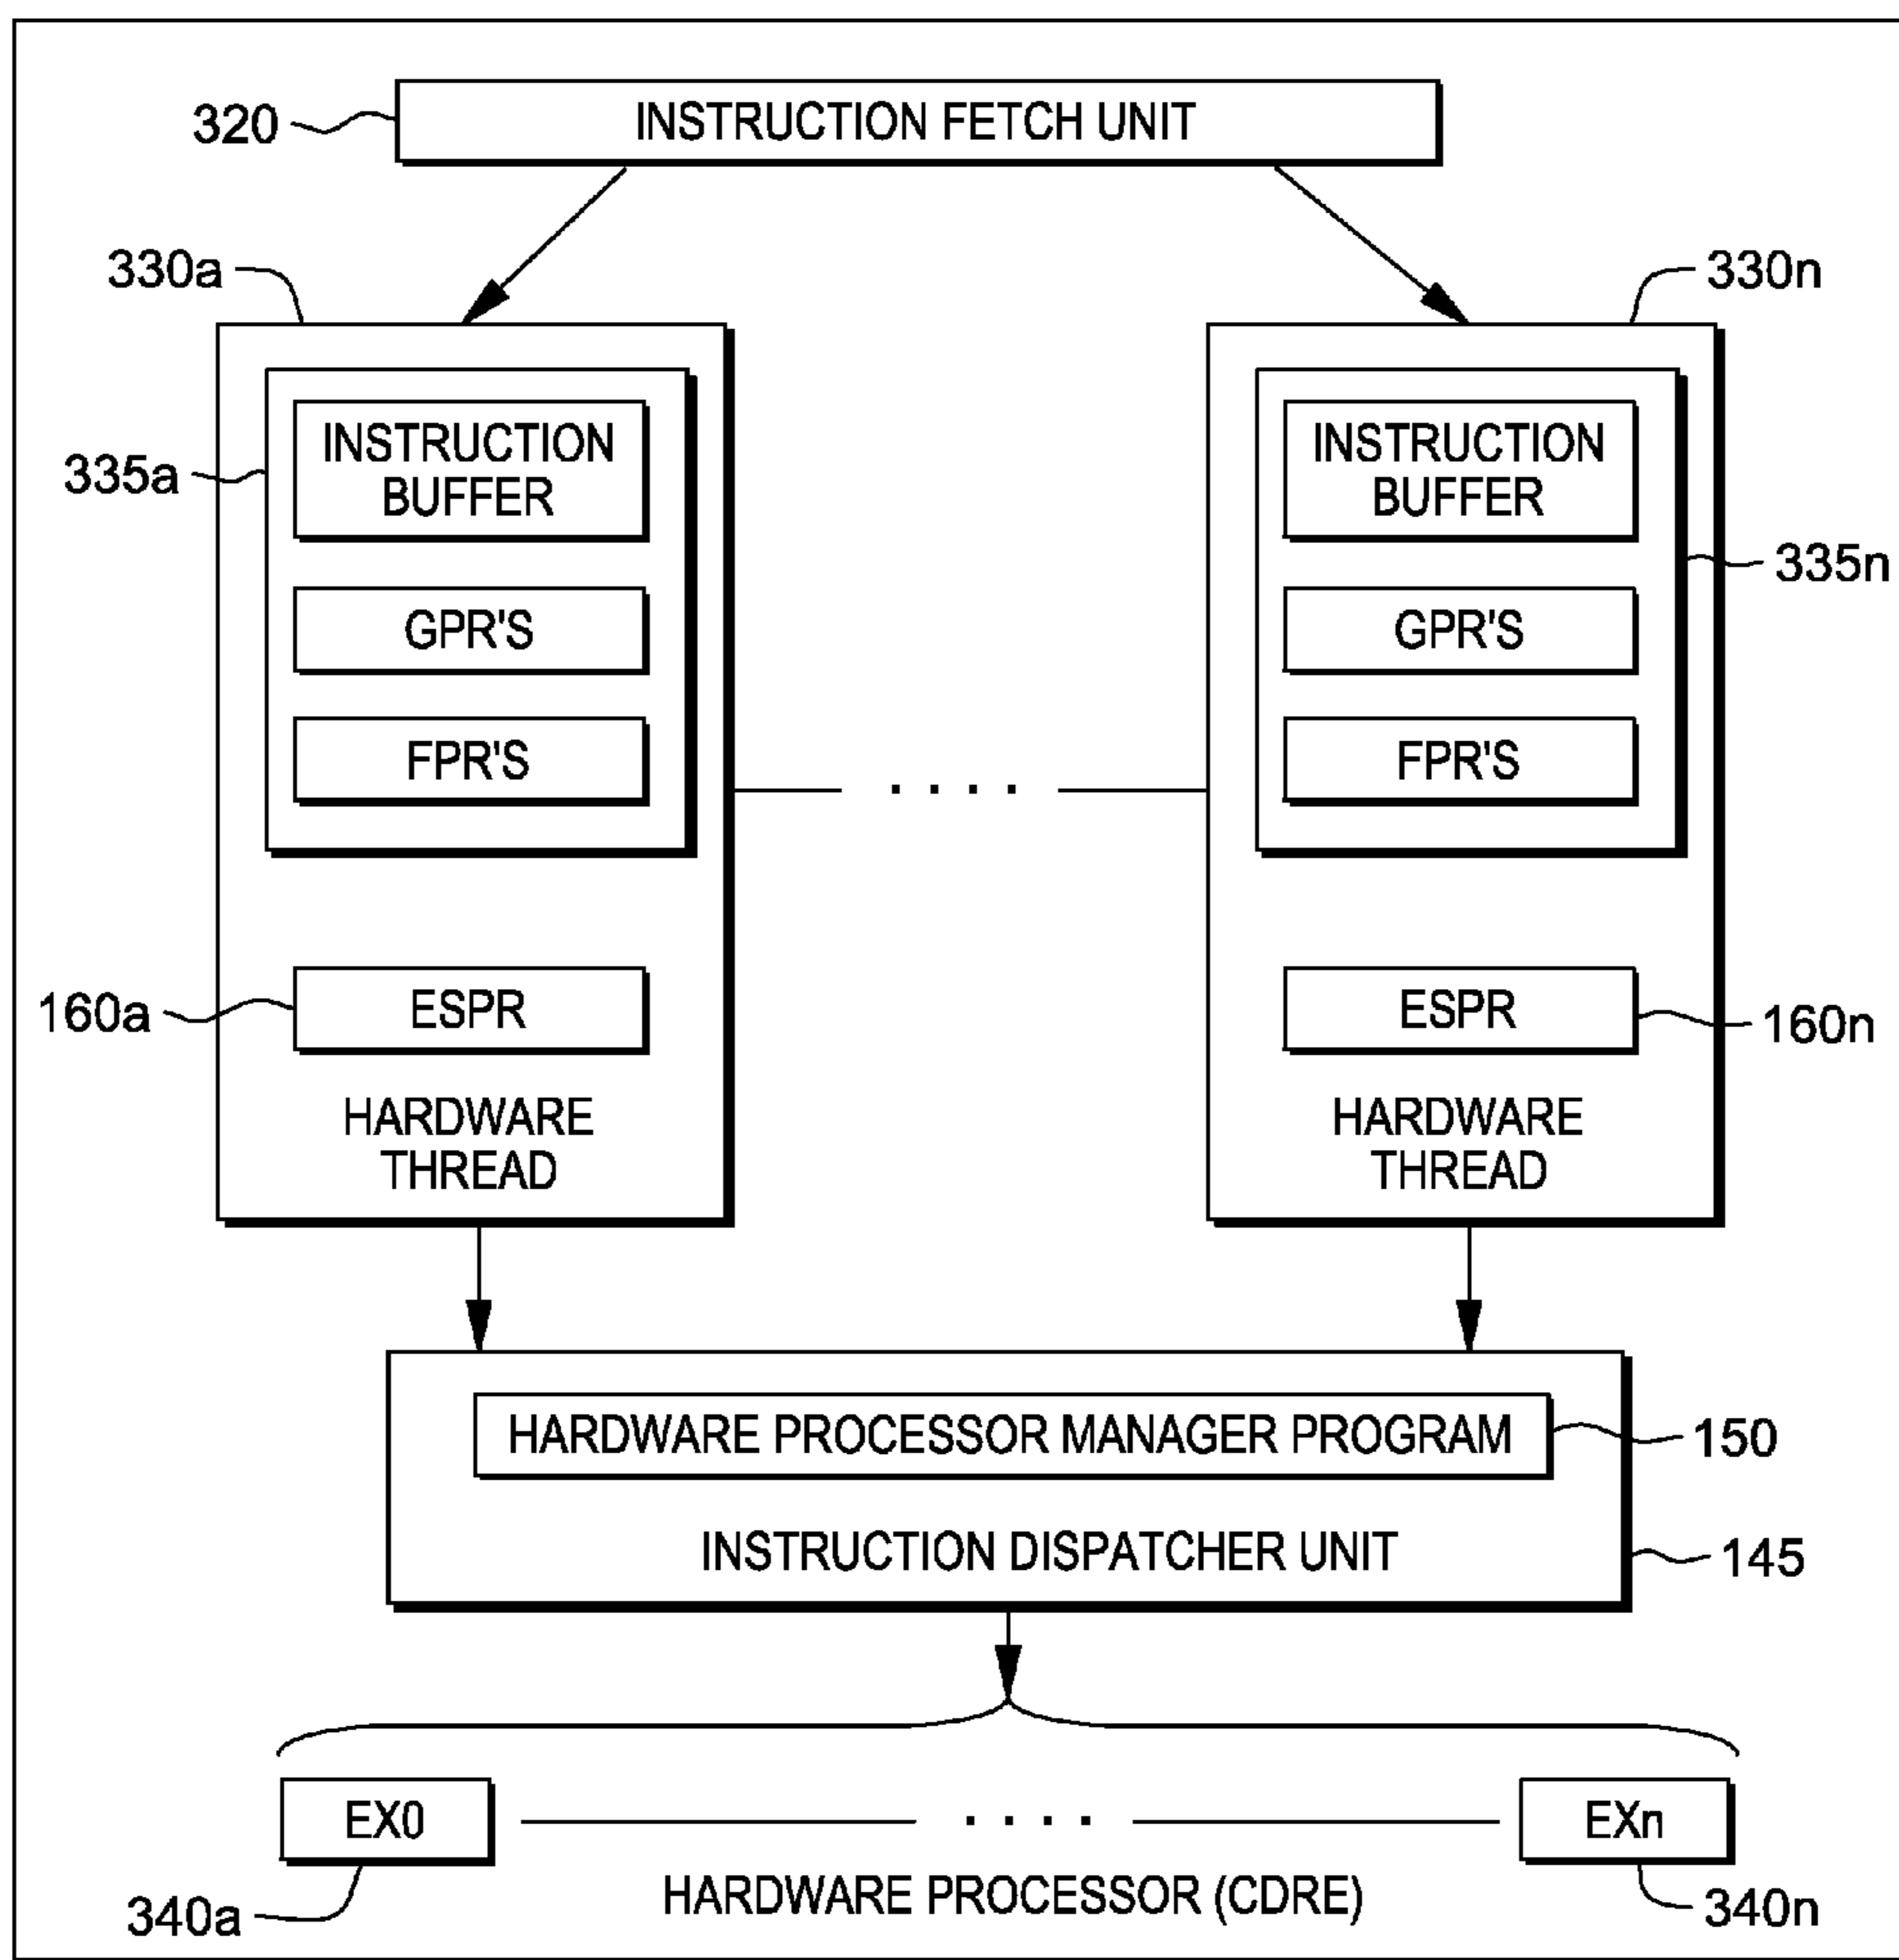 320
INSTRUCTION FETCH UNIT
330a
330n
335a
INSTRUCTION
BUFFER
GPR'S
FPR'S
. . . .
INSTRUCTION
BUFFER
GPR'S
FPR'S
335n
160a
ESPR
HARDWARE
THREAD
ESPR
160n
HARDWARE
THREAD
HARDWARE PROCESSOR MANAGER PROGRAM
150
INSTRUCTION DISPATCHER UNIT
145
EX0
. . . .
EXn
HARDWARE PROCESSOR (CDRE)
340a
340n